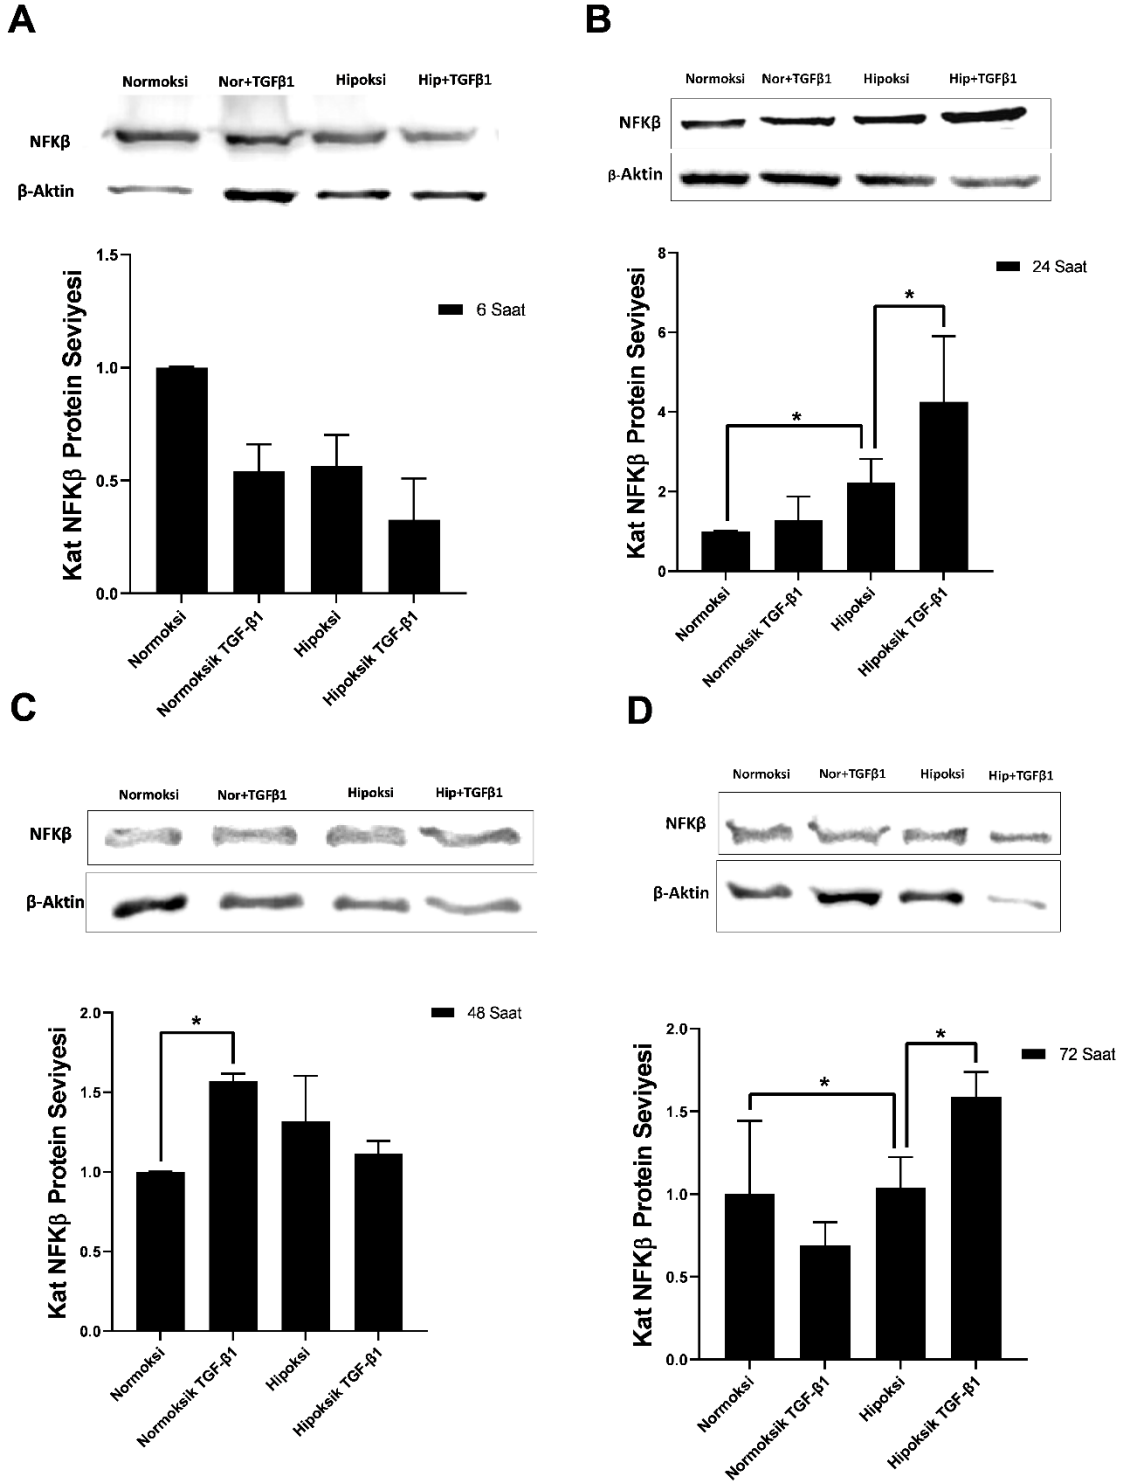 A
Normoksi Nor+TGFβ1 Hipoksi Hip+TGFβ1
NFKβ
β-Aktin
Kat NFKβ Protein Seviyesi
1.5
1.0
0.5
0.0
6 Saat
Normoksi
Normoksik TGF-β1
Hipoksi
Hipoksik TGF-β1
B
Normoksi Nor+TGFβ1 Hipoksi Hip+TGFβ1
NFKβ
β-Aktin
Kat NFKβ Protein Seviyesi
8
6
4
2
0
24 Saat
*
*
Normoksi
Normoksik TGF-β1
Hipoksi
Hipoksik TGF-β1
C
Normoksi Nor+TGFβ1 Hipoksi Hip+TGFβ1
NFKβ
β-Aktin
Kat NFKβ Protein Seviyesi
2.0
1.5
1.0
0.5
0.0
48 Saat
*
Normoksi
Normoksik TGF-β1
Hipoksi
Hipoksik TGF-β1
D
Normoksi Nor+TGFβ1 Hipoksi Hip+TGFβ1
NFKβ
β-Aktin
Kat NFKβ Protein Seviyesi
2.0
1.5
1.0
0.5
0.0
72 Saat
*
*
Normoksi
Normoksik TGF-β1
Hipoksi
Hipoksik TGF-β1